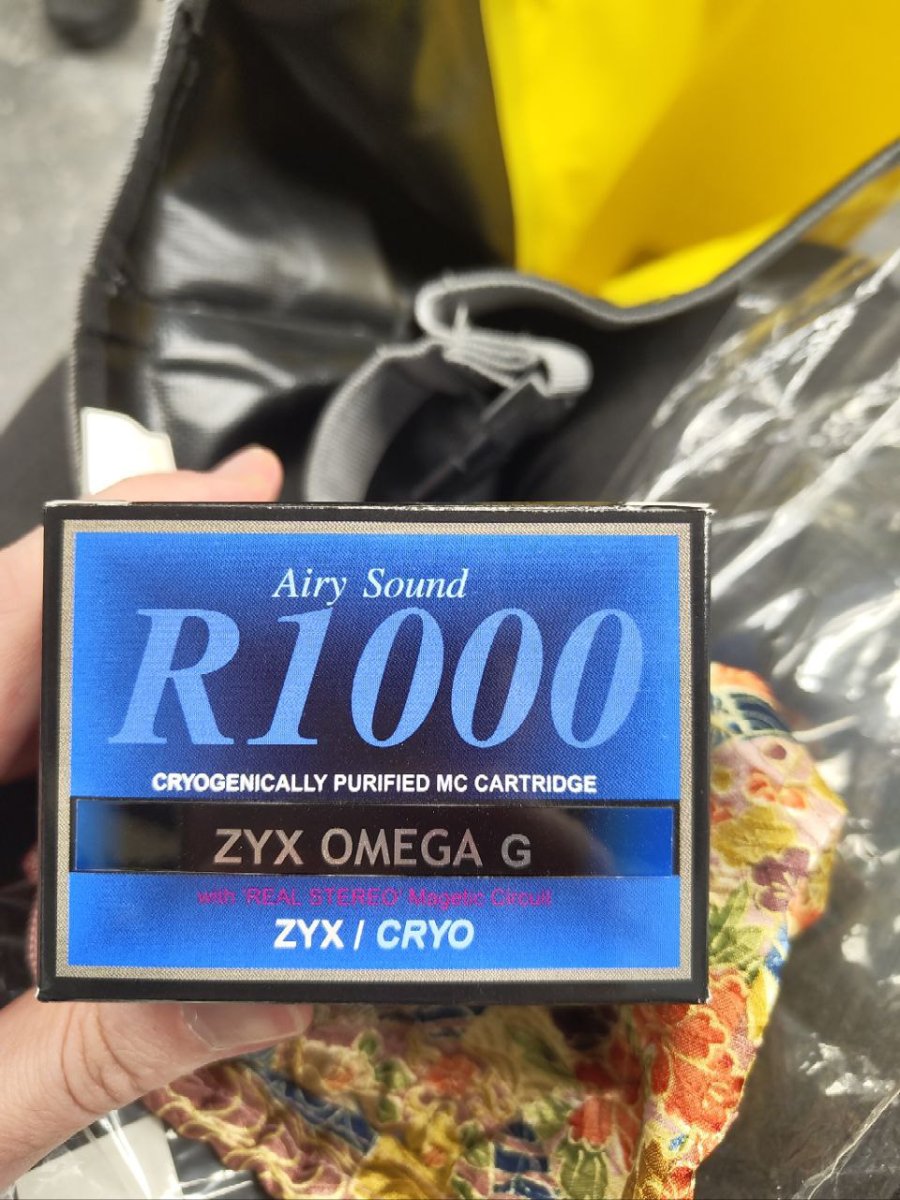 Airy Sound
R1000
CRYOGENICALLY PURIFIED MC CARTRIDGE
ZYX OMEGA G
with 'REAL STEREO' Magetic Circuit
ZYX / CRYO